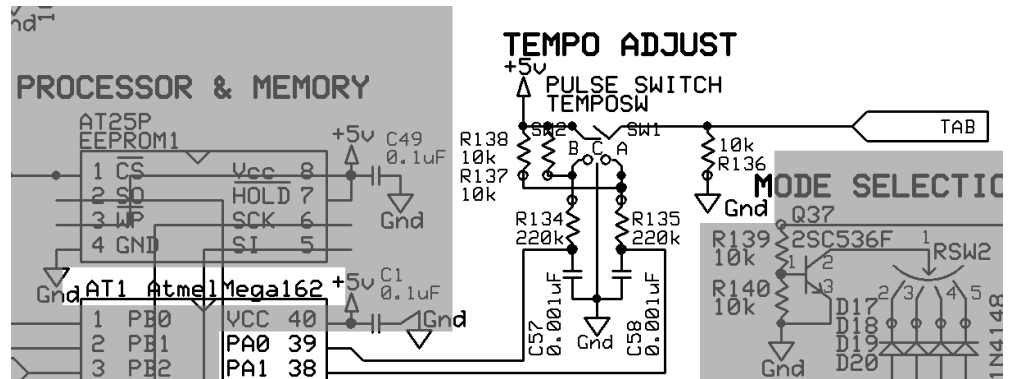 nd
TEMPO ADJUST
+5v
PULSE SWITCH
TEMPOSW
PROCESSOR & MEMORY
AT25P
EEPROM1
+5v
C49
0.1uF
1 CS
Vcc 8
2 SO
HOLD 7
3 WP
SCK 6
4 GND
SI 5
Gnd
Gnd
R138
10k
SW2
SW1
B C A
R137
10k
10k
R136
TAB
Gnd
R134
220k
R135
220k
C57
0.001uF
C58
0.001uF
Gnd
MODE SELECTIO
Q37
2SC536F
R139
10k
1
2
3
R140
10k
Gnd
1
RSW2
2 3 4 5
D17
D18
D19
D20
1N4148
AT1 AtmelMega162
+5v
C1
0.1uF
Gnd
1 PB0
VCC 40
2 PB1
PA0 39
3 PB2
PA1 38